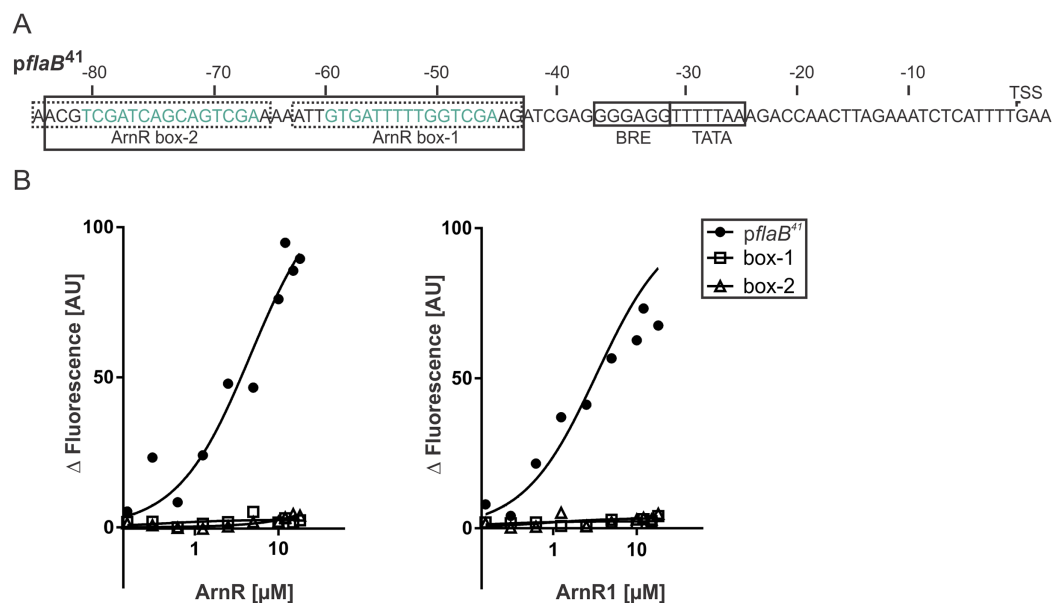 A
pflaB41
-80 -70 -60 -50 -40 -30 -20 -10 TSS
AACGTCGATCAGCAGTCGAAAAATTGTGATTTTTGGTCGAAGATCGAGGGGAGGTTTTTAAAGACCAACTTAGAAATCTCATTTTGAA
ArnR box-2 ArnR box-1 BRE TATA
B
100
50
0
1 10
Δ Fluorescence [AU]
ArnR [µM]
100
50
0
1 10
Δ Fluorescence [AU]
ArnR1 [µM]
pflaB41
box-1
box-2